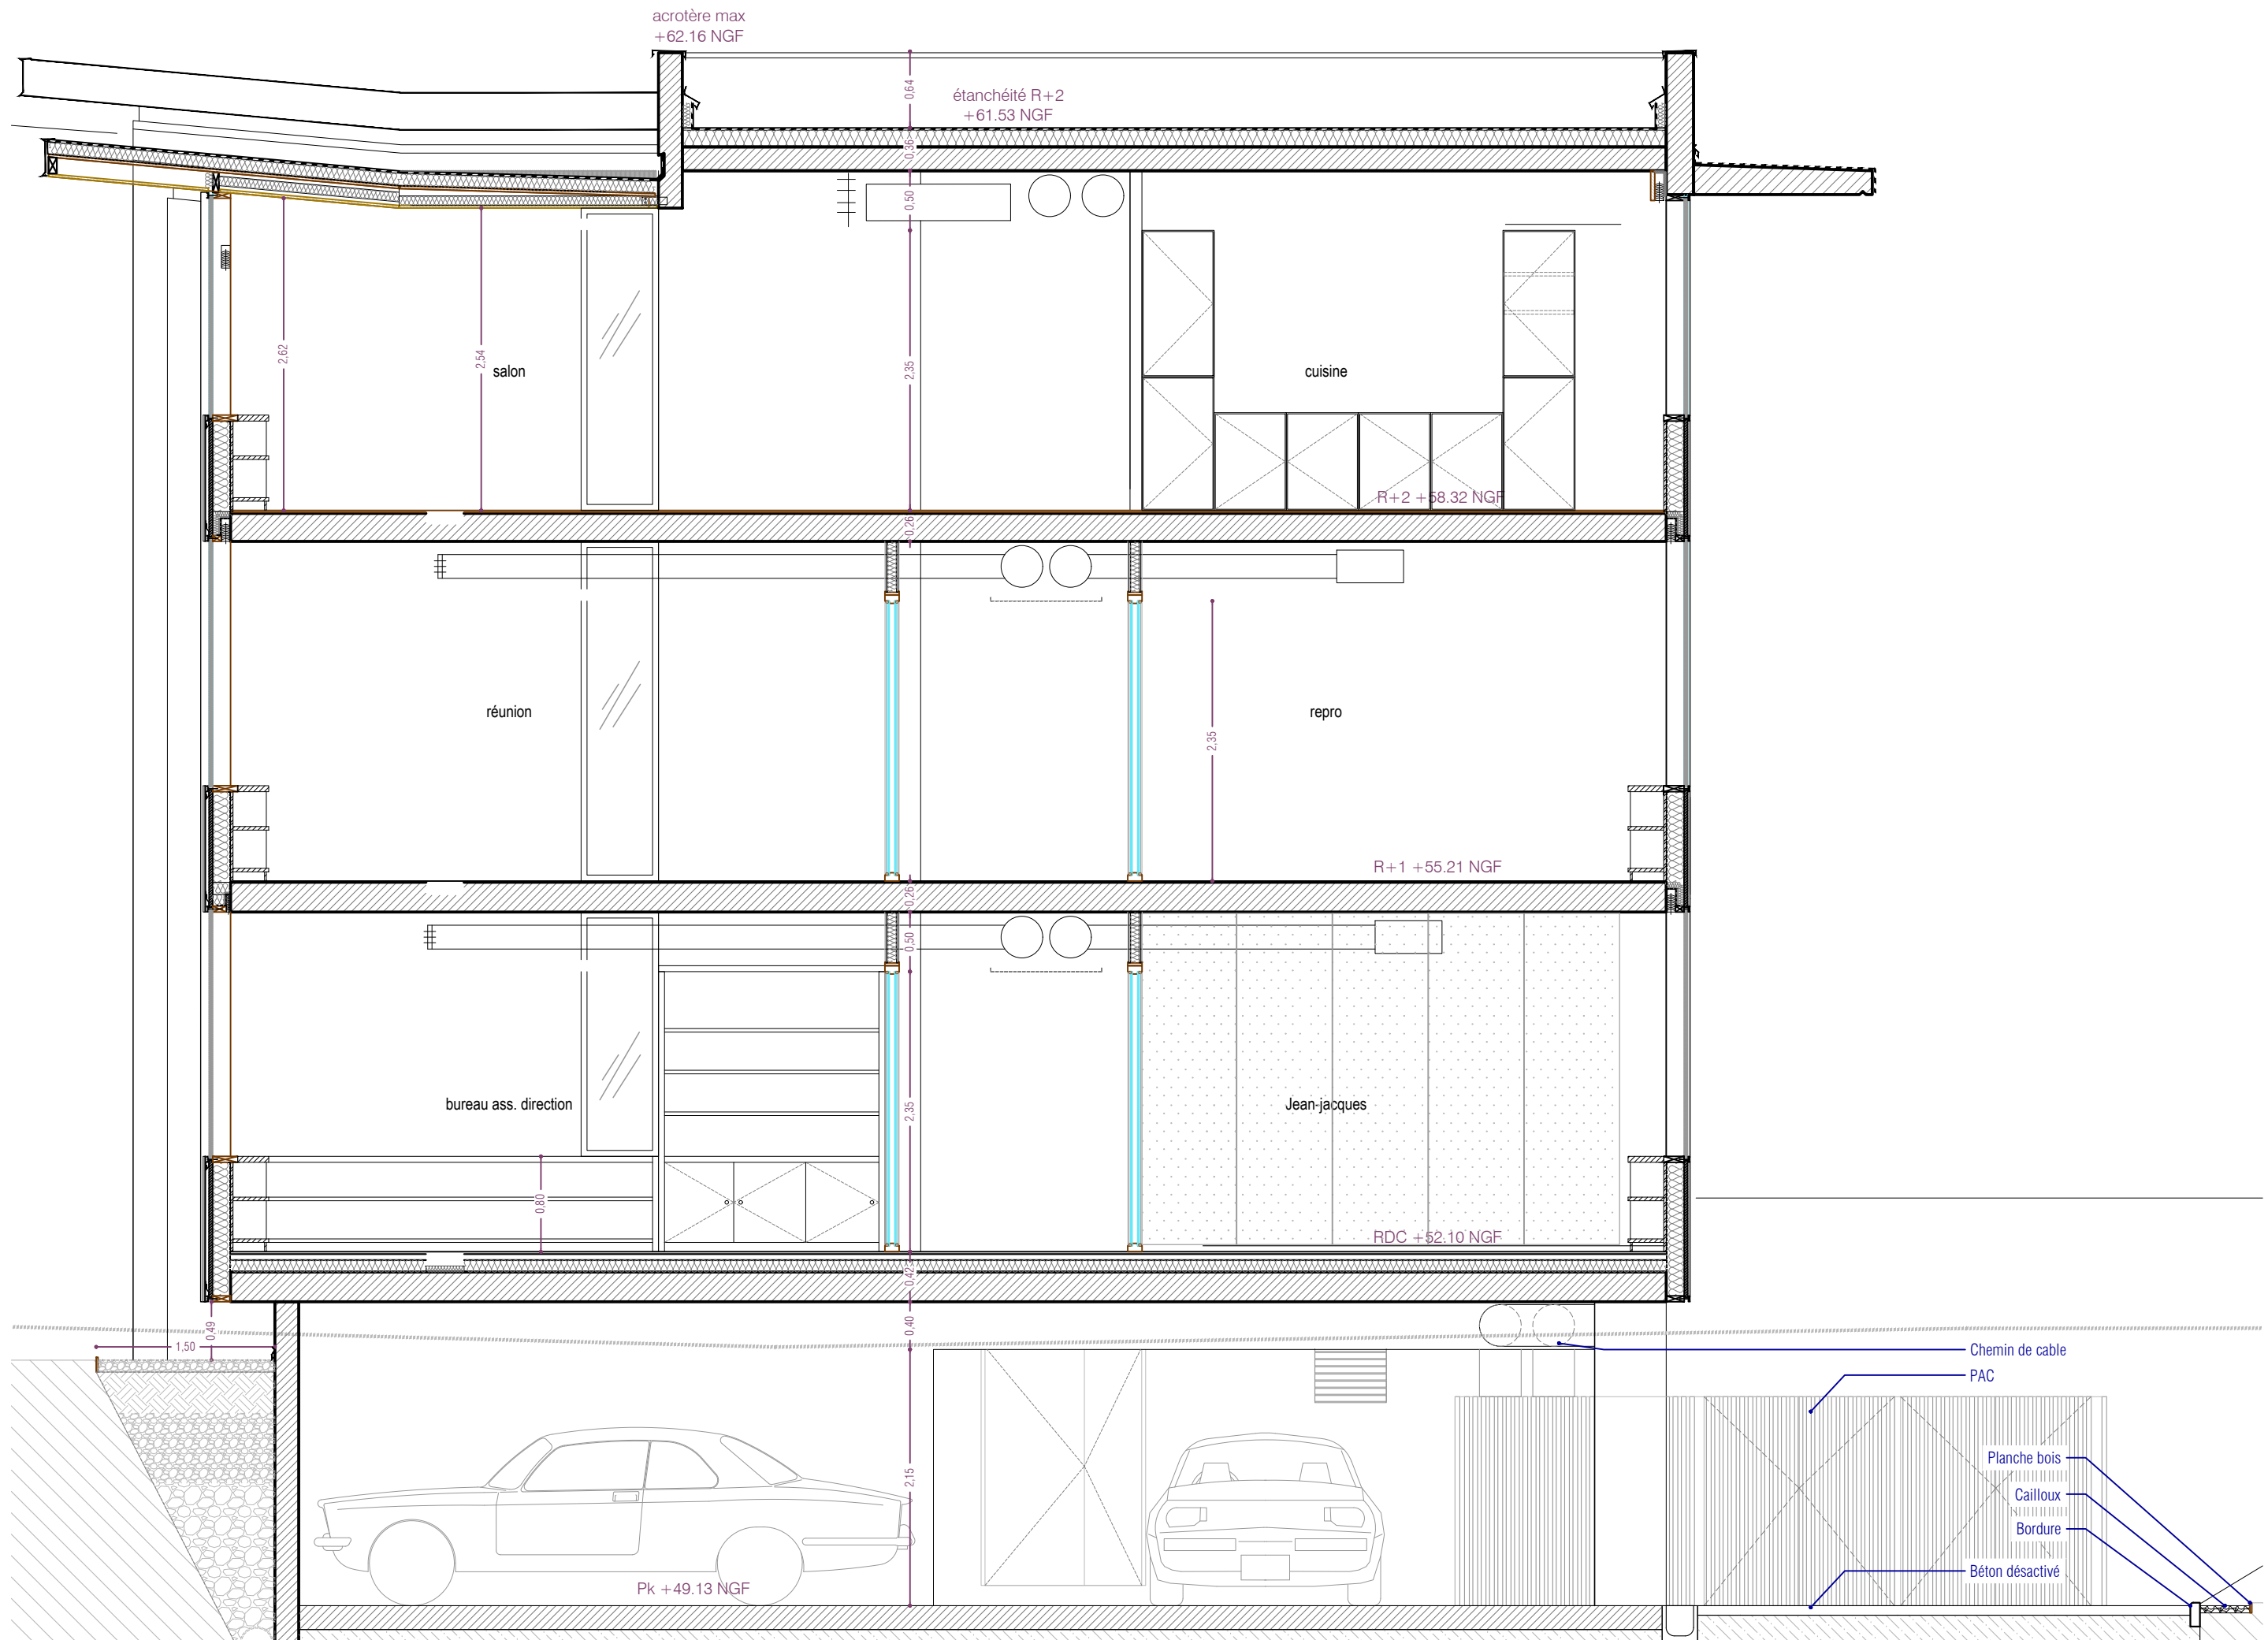 acrotère max
+62.16 NGF
0,64
étanchéité R+2
+61.53 NGF
0,36
0,50
2,62
2,54
2,35
salon
cuisine
R+2 +58.32 NGF
0,26
réunion
repro
2,35
R+1 +55.21 NGF
0,26
0,50
bureau ass. direction
2,35
Jean-jacques
0,80
RDC +52.10 NGF
0,42
0,49
0,40
1,50
Chemin de cable
PAC
Planche bois
2,15
Cailloux
Bordure
Béton désactivé
Pk +49.13 NGF